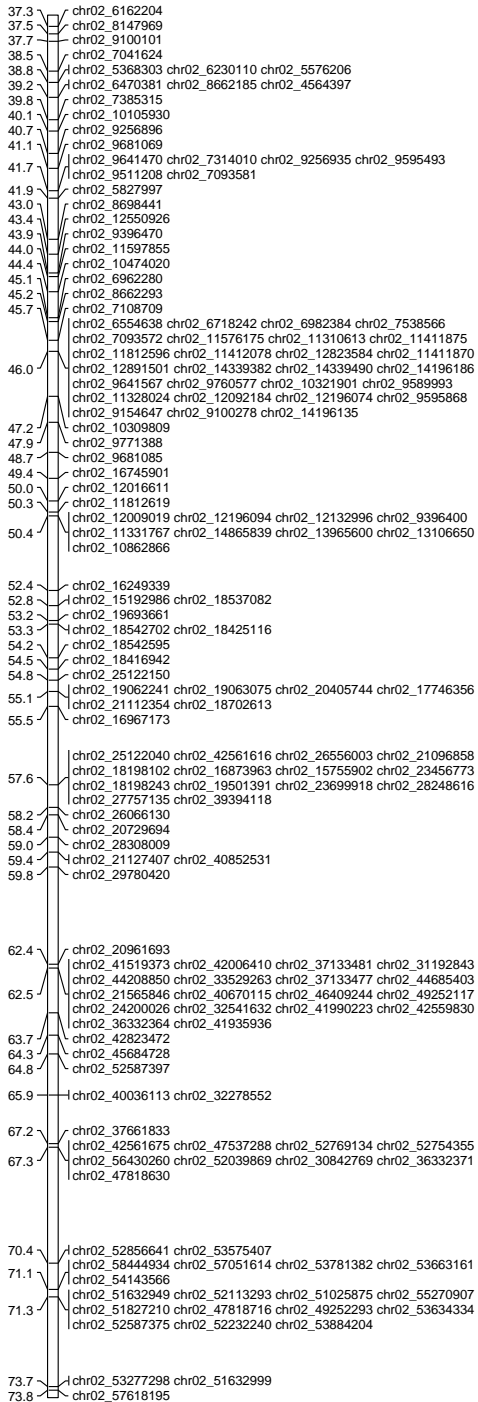 37.3 chr02_6162204
37.5 chr02_8147969
37.7 chr02_9100101
38.5 chr02_7041624
38.8 chr02_5368303 chr02_6230110 chr02_5576206
39.2 chr02_6470381 chr02_8662185 chr02_4564397
39.8 chr02_7385315
40.1 chr02_10105930
40.7 chr02_9256896
41.1 chr02_9681069
41.7 chr02_9641470 chr02_7314010 chr02_9256935 chr02_9595493
chr02_9511208 chr02_7093581
41.9 chr02_5827997
43.0 chr02_8698441
43.4 chr02_12550926
43.9 chr02_9396470
44.0 chr02_11597855
44.4 chr02_10474020
45.1 chr02_6962280
45.2 chr02_8662293
45.7 chr02_7108709
chr02_6554638 chr02_6718242 chr02_6982384 chr02_7538566
chr02_7093572 chr02_11576175 chr02_11310613 chr02_11411875
chr02_11812596 chr02_11412078 chr02_12823584 chr02_11411870
46.0 chr02_12891501 chr02_14339382 chr02_14339490 chr02_14196186
chr02_9641567 chr02_9760577 chr02_10321901 chr02_9589993
chr02_11328024 chr02_12092184 chr02_12196074 chr02_9595868
chr02_9154647 chr02_9100278 chr02_14196135
47.2 chr02_10309809
47.9 chr02_9771388
48.7 chr02_9681085
49.4 chr02_16745901
50.0 chr02_12016611
50.3 chr02_11812619
chr02_12009019 chr02_12196094 chr02_12132996 chr02_9396400
50.4 chr02_11331767 chr02_14865839 chr02_13965600 chr02_13106650
chr02_10862866
52.4 chr02_16249339
52.8 chr02_15192986 chr02_18537082
53.2 chr02_19693661
53.3 chr02_18542702 chr02_18425116
54.2 chr02_18542595
54.5 chr02_18416942
54.8 chr02_25122150
55.1 chr02_19062241 chr02_19063075 chr02_20405744 chr02_17746356
chr02_21112354 chr02_18702613
55.5 chr02_16967173
chr02_25122040 chr02_42561616 chr02_26556003 chr02_21096858
57.6 chr02_18198102 chr02_16873963 chr02_15755902 chr02_23456773
chr02_18198243 chr02_19501391 chr02_23699918 chr02_28248616
chr02_27757135 chr02_39394118
58.2 chr02_26066130
58.4 chr02_20729694
59.0 chr02_28308009
59.4 chr02_21127407 chr02_40852531
59.8 chr02_29780420
62.4 chr02_20961693
chr02_41519373 chr02_42006410 chr02_37133481 chr02_31192843
chr02_44208850 chr02_33529263 chr02_37133477 chr02_44685403
62.5 chr02_21565846 chr02_40670115 chr02_46409244 chr02_49252117
chr02_24200026 chr02_32541632 chr02_41990223 chr02_42559830
chr02_36332364 chr02_41935936
63.7 chr02_42823472
64.3 chr02_45684728
64.8 chr02_52587397
65.9 chr02_40036113 chr02_32278552
67.2 chr02_37661833
chr02_42561675 chr02_47537288 chr02_52769134 chr02_52754355
67.3 chr02_56430260 chr02_52039869 chr02_30842769 chr02_36332371
chr02_47818630
70.4 chr02_52856641 chr02_53575407
71.1 chr02_58444934 chr02_57051614 chr02_53781382 chr02_53663161
chr02_54143566
chr02_51632949 chr02_52113293 chr02_51025875 chr02_55270907
71.3 chr02_51827210 chr02_47818716 chr02_49252293 chr02_53634334
chr02_52587375 chr02_52232240 chr02_53884204
73.7 chr02_53277298 chr02_51632999
73.8 chr02_57618195